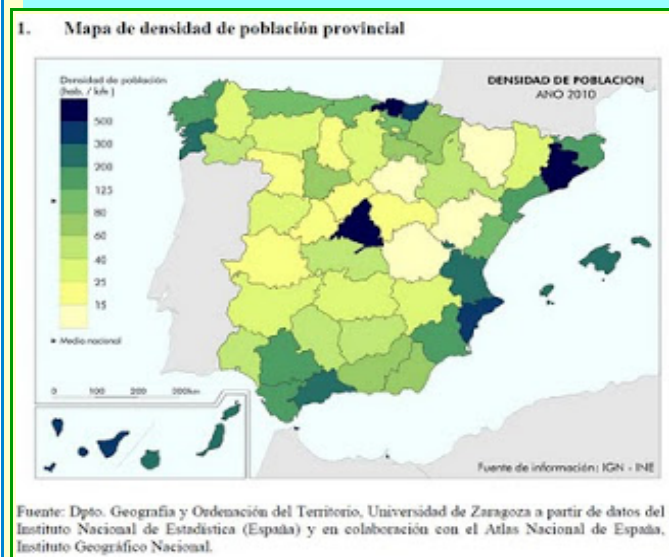 1. Mapa de densidad de población provincial
Densidad de población
(hab. / km²)
DENSIDAD DE POBLACION
AÑO 2010
500
300
200
125
80
60
40
25
15
Media nacional
0 100 200 300km
Fuente de información: IGN - INE
Fuente: Dpto. Geografía y Ordenación del Territorio, Universidad de Zaragoza a partir de datos del
Instituto Nacional de Estadística (España) y en colaboración con el Atlas Nacional de España,
Instituto Geográfico Nacional.